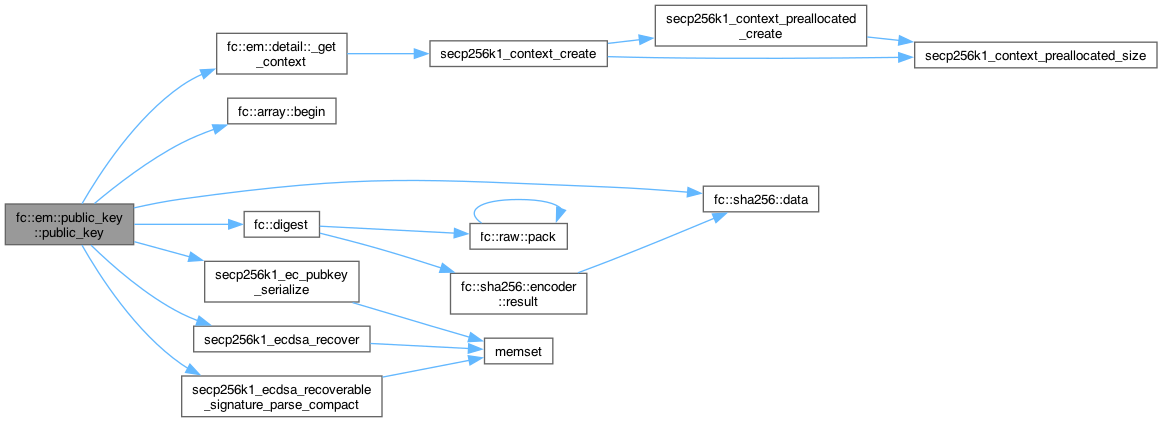 fc::em::public_key
::public_key
fc::em::detail::_get
_context
secp256k1_context_create
secp256k1_context_preallocated
_create
secp256k1_context_preallocated_size
fc::array::begin
fc::sha256::data
fc::digest
fc::raw::pack
fc::sha256::encoder
::result
secp256k1_ec_pubkey
_serialize
secp256k1_ecdsa_recover
memset
secp256k1_ecdsa_recoverable
_signature_parse_compact